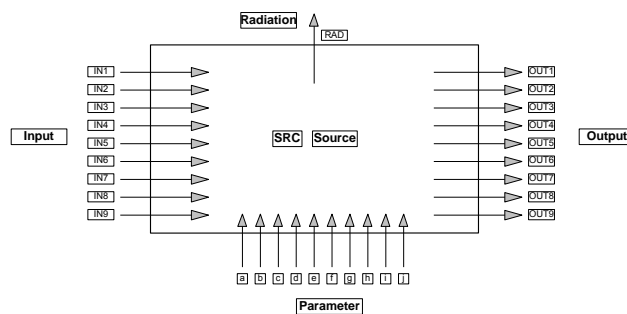 Radiation
RAD
IN1 OUT1
IN2 OUT2
IN3 OUT3
IN4 OUT4
Input SRC Source Output
IN5 OUT5
IN6 OUT6
IN7 OUT7
IN8 OUT8
IN9 OUT9
a b c d e f g h i j
Parameter